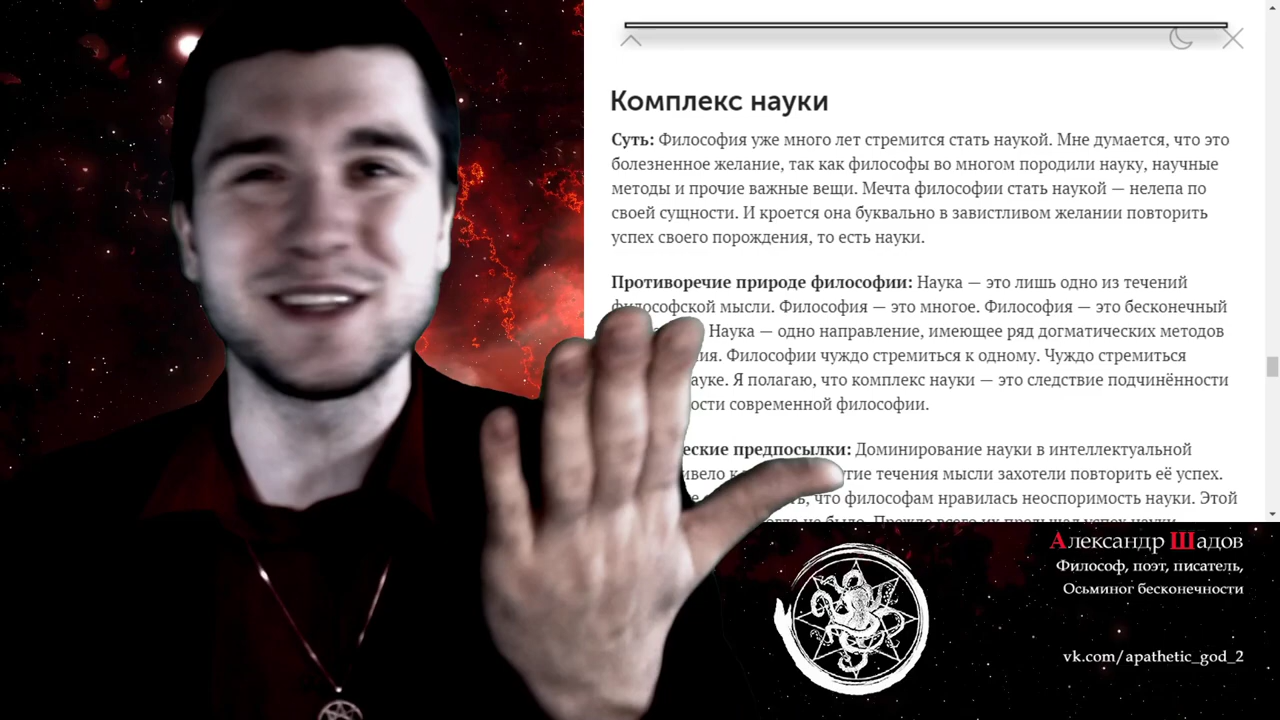 Комплекс науки
Суть: Философия уже много лет стремится стать наукой. Мне думается, что это
болезненное желание, так как философы во многом породили науку, научные
методы и прочие важные вещи. Мечта философии стать наукой — нелепа по
своей сущности. И кроется она буквально в завистливом желании повторить
успех своего порождения, то есть науки.
Противоречие природе философии: Наука — это лишь одно из течений
философской мысли. Философия — это многое. Философия — это бесконечный
Наука — одно направление, имеющее ряд догматических методов
Философии чуждо стремиться к одному. Чуждо стремиться
Я полагаю, что комплекс науки — это следствие подчинённости
современной философии.
предпосылки: Доминирование науки в интеллектуальной
течения мысли захотели повторить её успех.
что философам нравилась неоспоримость науки. Этой
Александр Шадов
Философ, поэт, писатель,
Осьминог бесконечности
vk.com/apathetic_god_2